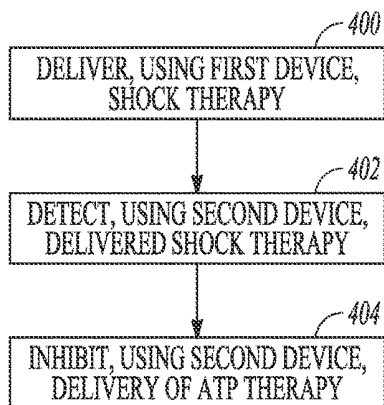 400
DELIVER, USING FIRST DEVICE,
SHOCK THERAPY
402
DETECT, USING SECOND DEVICE,
DELIVERED SHOCK THERAPY
404
INHIBIT, USING SECOND DEVICE,
DELIVERY OF ATP THERAPY